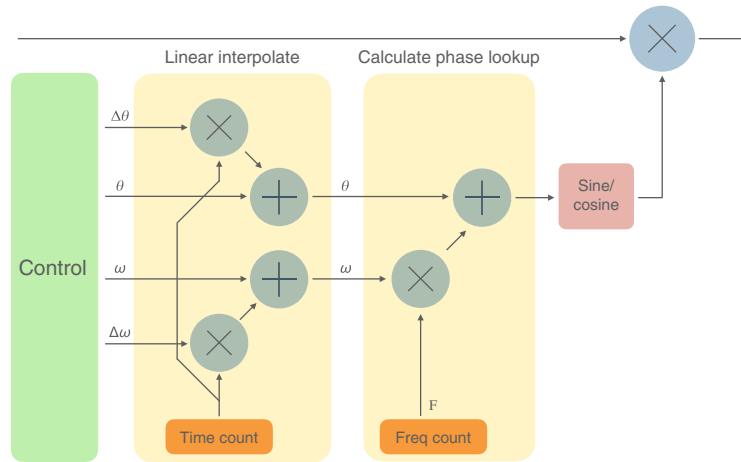 Linear interpolate
Calculate phase lookup
Δθ
θ
θ
Sine/
cosine
Control
ω
ω
Δω
F
Time count
Freq count